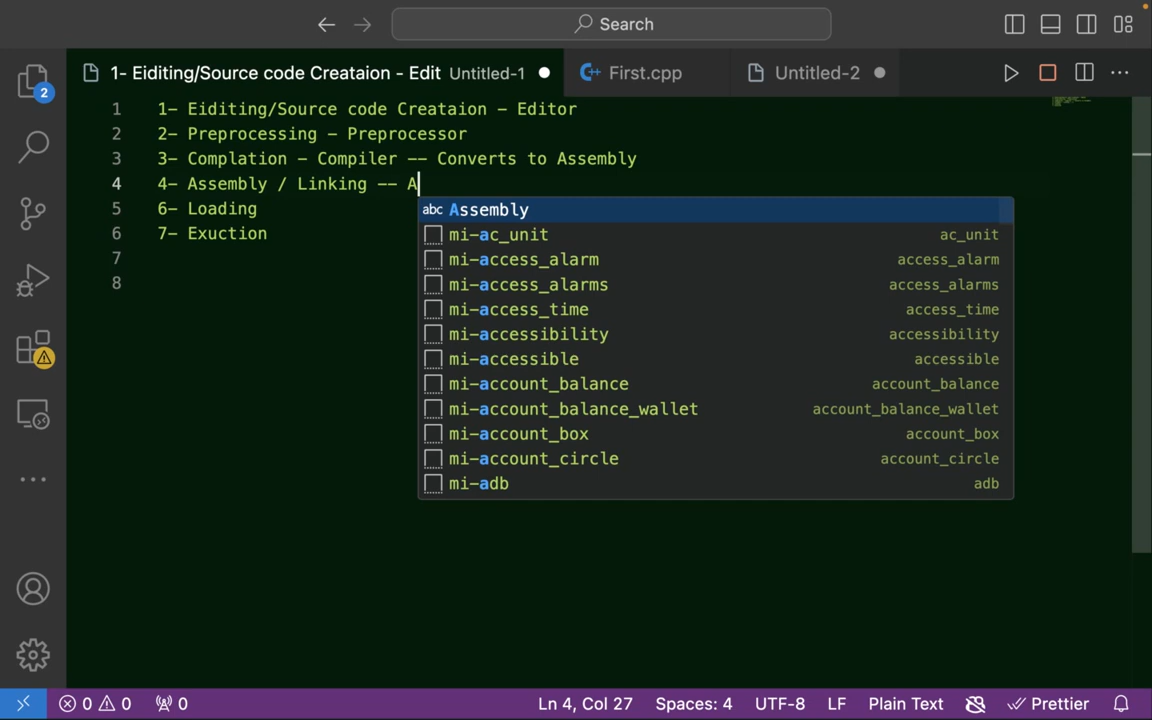 Search
1- Eiditing/Source code Creataion - Edit Untitled-1
First.cpp
Untitled-2
1 1- Eiditing/Source code Creataion - Editor
2 2- Preprocessing - Preprocessor
3 3- Complation - Compiler -- Converts to Assembly
4 4- Assembly / Linking -- A
5 6- Loading
6 7- Exuction
7
8
abc Assembly
mi-ac_unit ac_unit
mi-access_alarm access_alarm
mi-access_alarms access_alarms
mi-access_time access_time
mi-accessibility accessibility
mi-accessible accessible
mi-account_balance account_balance
mi-account_balance_wallet account_balance_wallet
mi-account_box account_box
mi-account_circle account_circle
mi-adb adb
2
0 0 0 Ln 4, Col 27 Spaces: 4 UTF-8 LF Plain Text Prettier